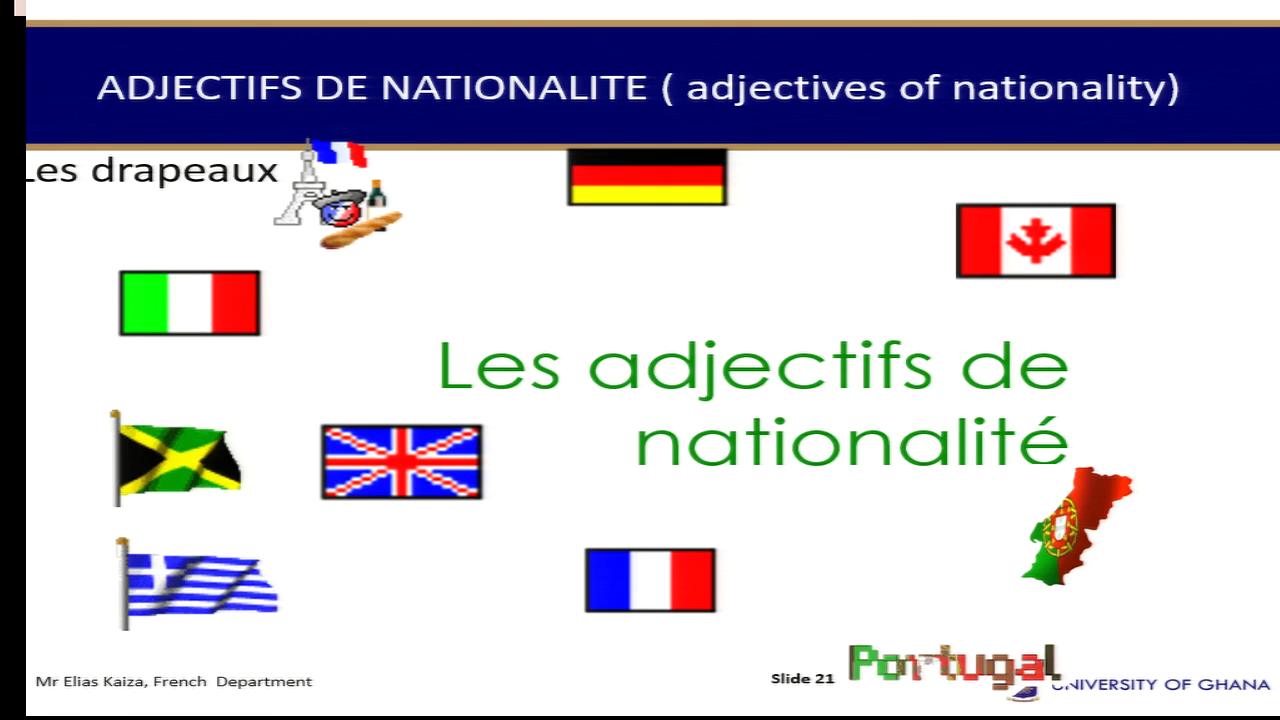 ADJECTIFS DE NATIONALITE ( adjectives of nationality)
Les drapeaux
Les adjectifs de
nationalité
Portugal
Mr Elias Kaiza, French Department
Slide 21
UNIVERSITY OF GHANA